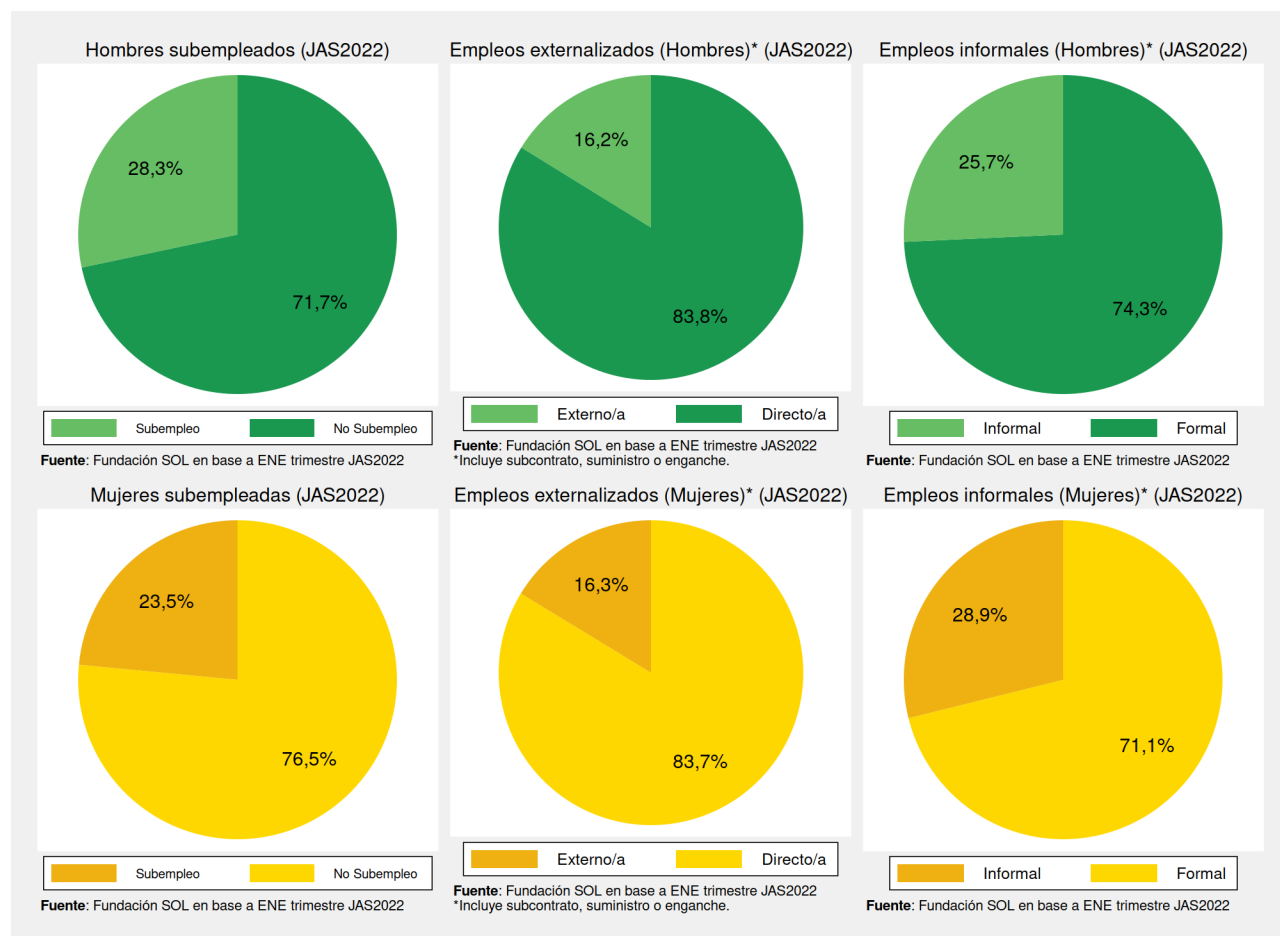 Hombres subempleados (JAS2022)
28,3%
71,7%
Subempleo
No Subempleo
Fuente: Fundación SOL en base a ENE trimestre JAS2022
Empleos externalizados (Hombres)* (JAS2022)
16,2%
83,8%
Externo/a
Directo/a
Fuente: Fundación SOL en base a ENE trimestre JAS2022
*Incluye subcontrato, suministro o enganche.
Empleos informales (Hombres)* (JAS2022)
25,7%
74,3%
Informal
Formal
Fuente: Fundación SOL en base a ENE trimestre JAS2022
Mujeres subempleadas (JAS2022)
23,5%
76,5%
Subempleo
No Subempleo
Fuente: Fundación SOL en base a ENE trimestre JAS2022
Empleos externalizados (Mujeres)* (JAS2022)
16,3%
83,7%
Externo/a
Directo/a
Fuente: Fundación SOL en base a ENE trimestre JAS2022
*Incluye subcontrato, suministro o enganche.
Empleos informales (Mujeres)* (JAS2022)
28,9%
71,1%
Informal
Formal
Fuente: Fundación SOL en base a ENE trimestre JAS2022